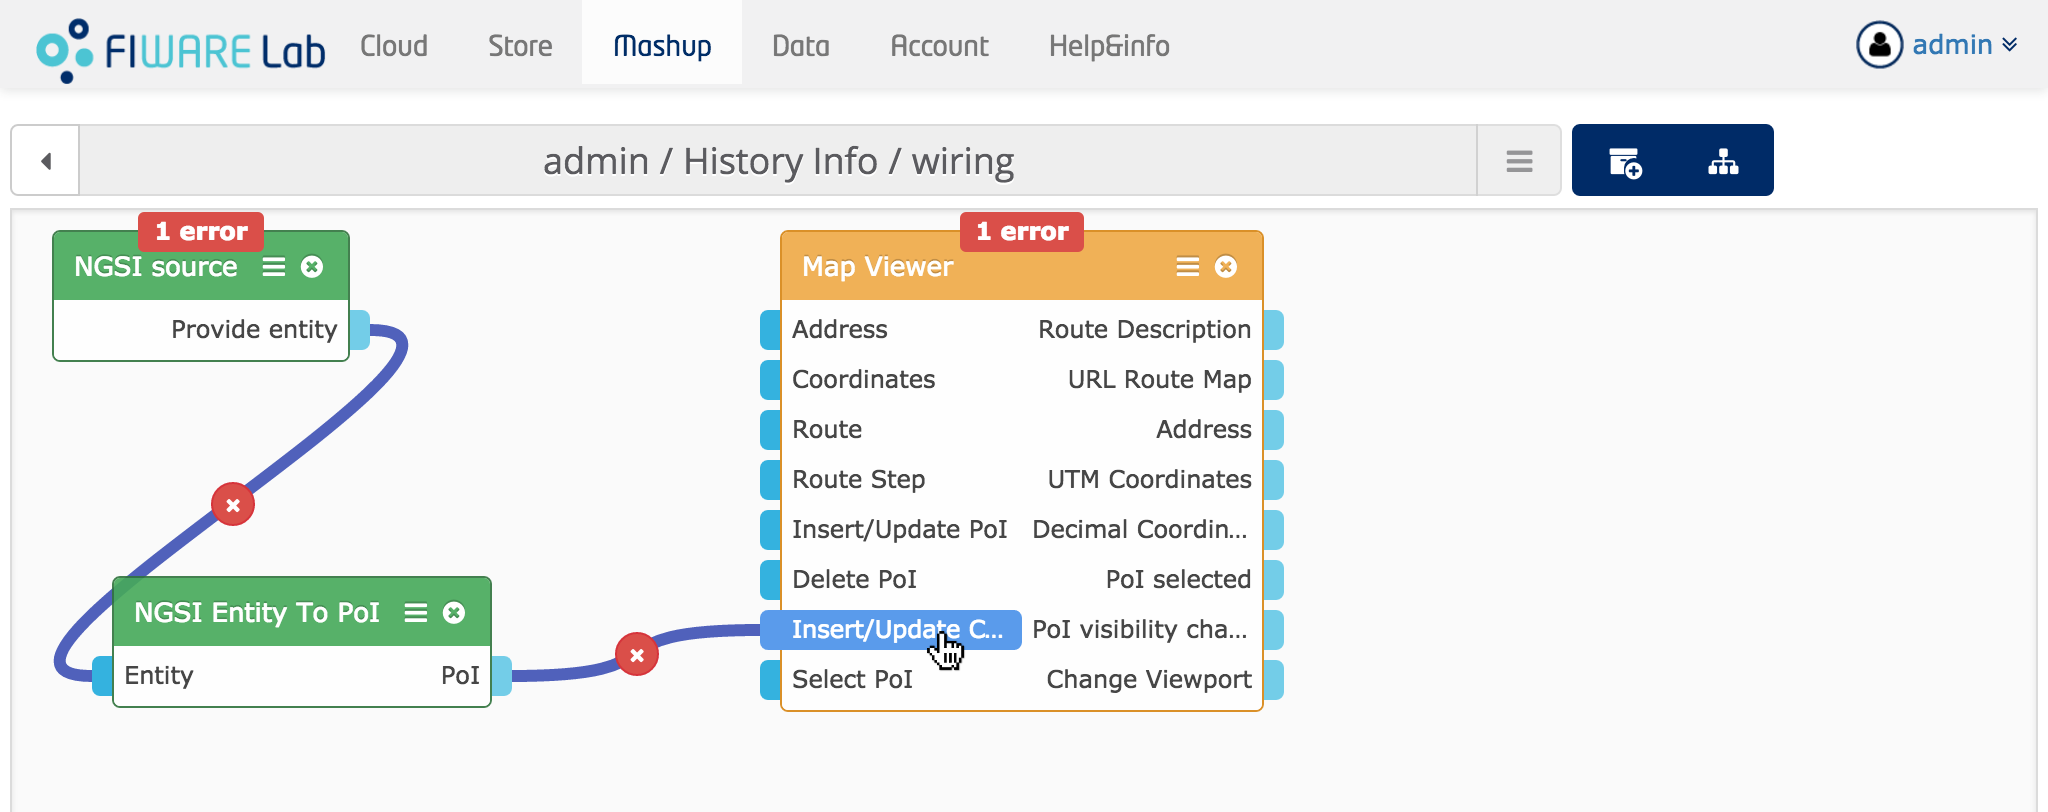 FIWARE Lab
Cloud
Store
Mashup
Data
Account
Help&info
admin
admin / History Info / wiring
1 error
NGSI source
Provide entity
NGSI Entity To PoI
Entity
PoI
1 error
Map Viewer
Address
Route Description
Coordinates
URL Route Map
Route
Address
Route Step
UTM Coordinates
Insert/Update PoI
Decimal Coordin...
Delete PoI
PoI selected
Insert/Update C...
PoI visibility cha...
Select PoI
Change Viewport